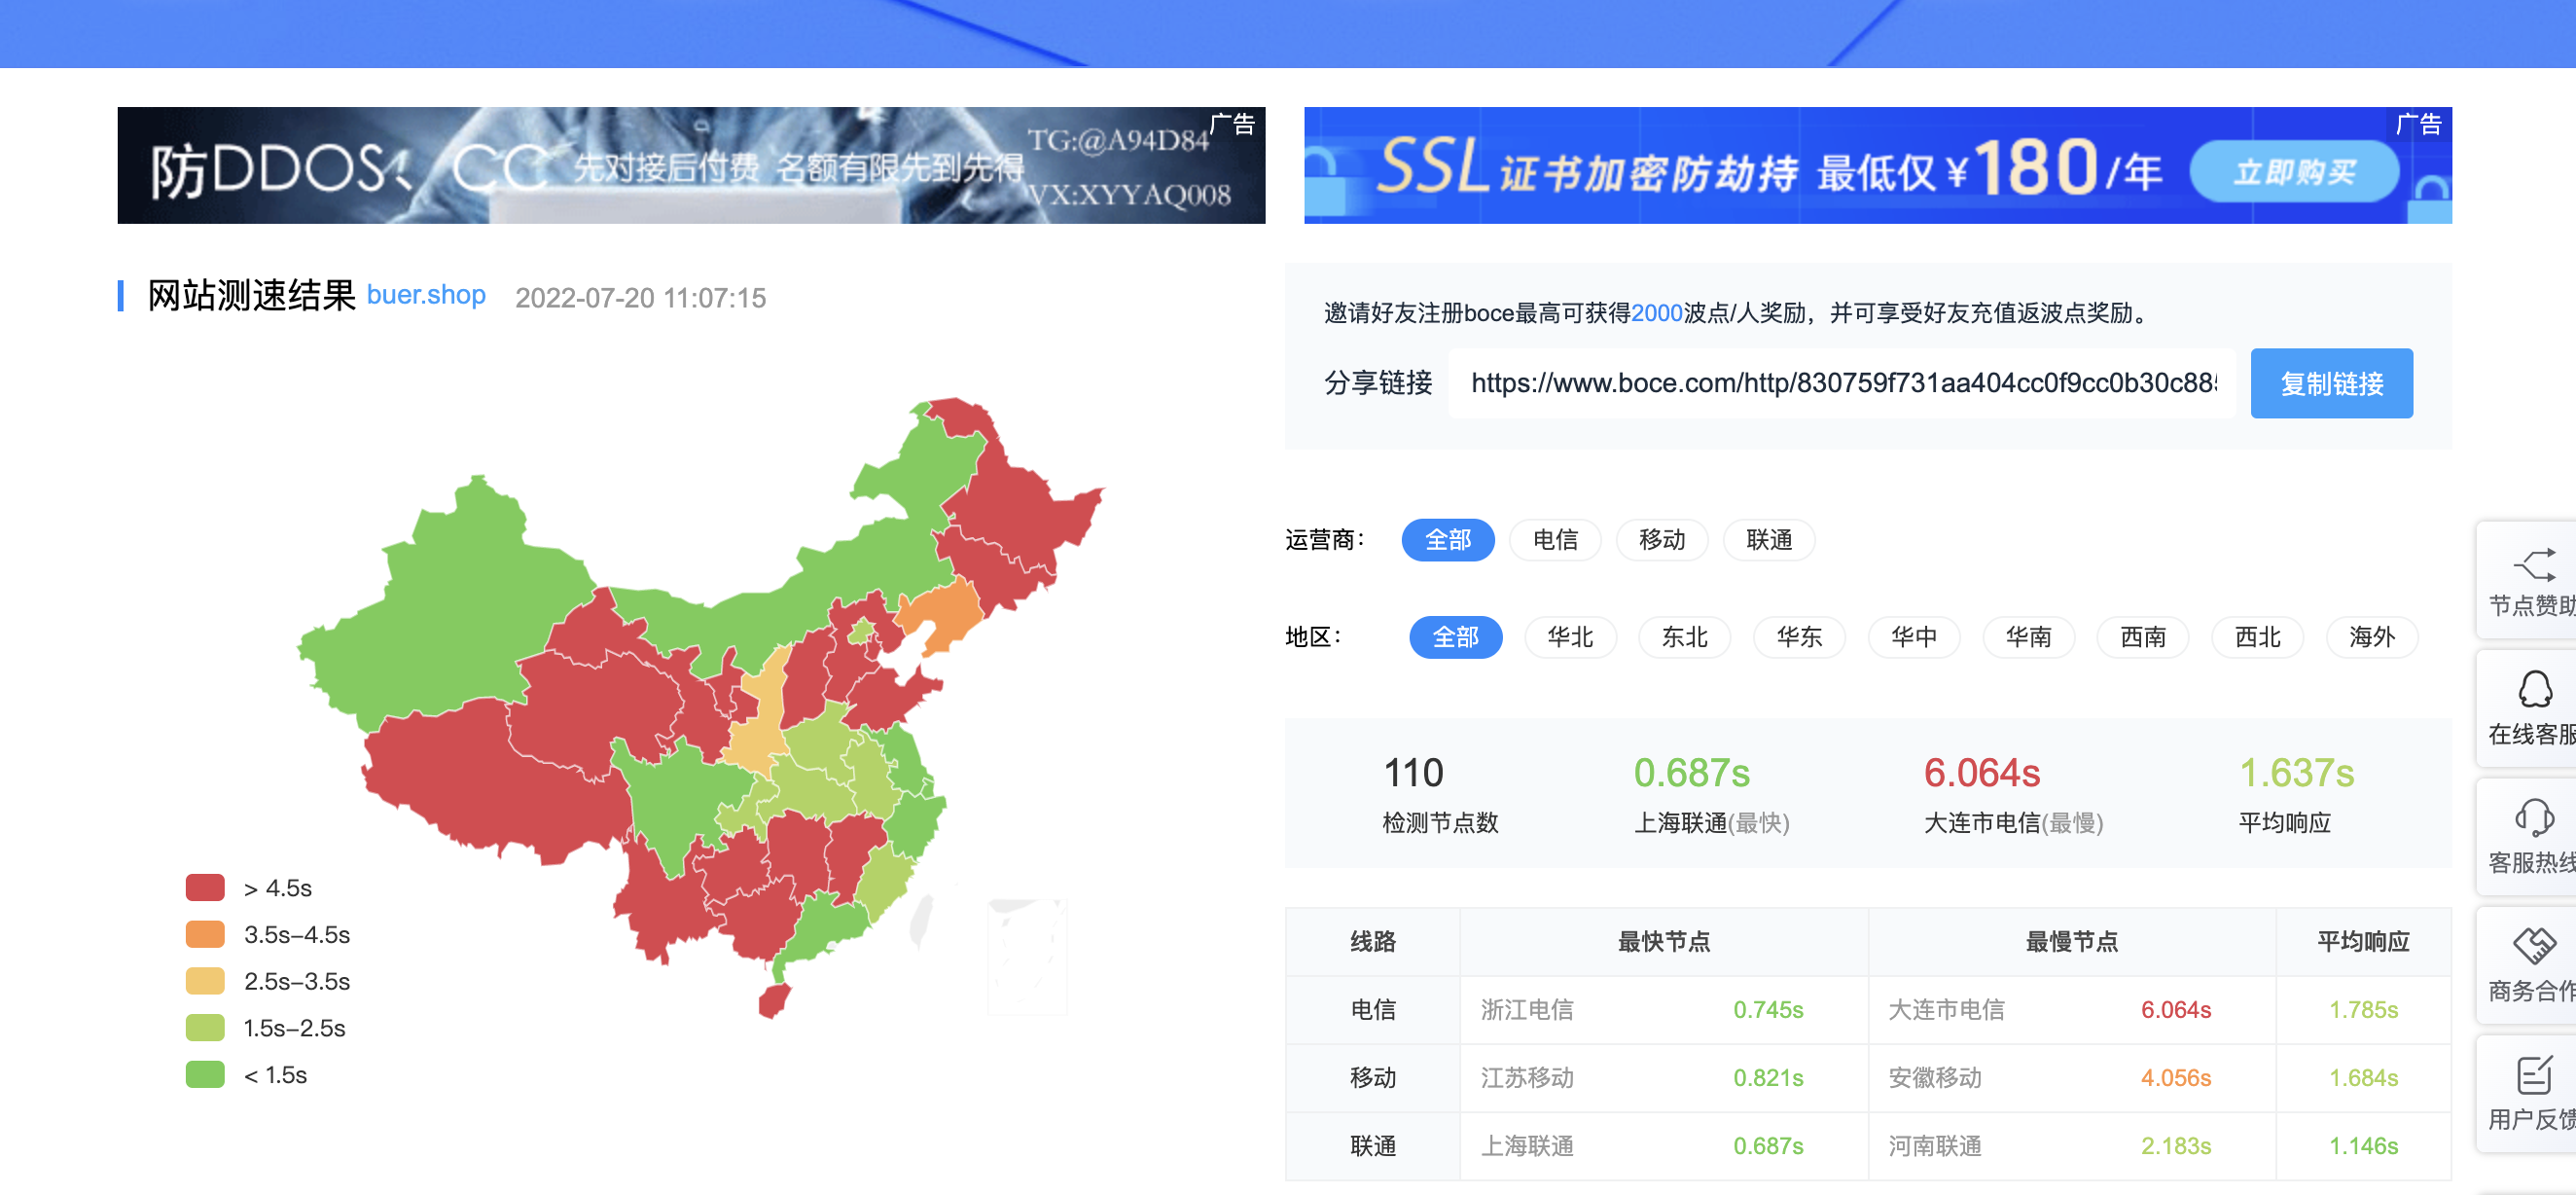 防DDOS、CC 先对接后付费 名额有限先到先得
TG:@A94D84
VX:XYYAQ008
广告
SSL证书加密防劫持 最低仅¥180/年 立即购买
广告
网站测速结果 buer.shop 2022-07-20 11:07:15
邀请好友注册boce最高可获得2000波点/人奖励，并可享受好友充值返波点奖励。
分享链接 https://www.boce.com/http/830759f731aa404cc0f9cc0b30c88 复制链接
运营商： 全部 电信 移动 联通
地区： 全部 华北 东北 华东 华中 华南 西南 西北 海外
110 0.687s 6.064s 1.637s
检测节点数 上海联通(最快) 大连市电信(最慢) 平均响应
线路 最快节点 最慢节点 平均响应
电信 浙江电信 0.745s 大连市电信 6.064s 1.785s
移动 江苏移动 0.821s 安徽移动 4.056s 1.684s
联通 上海联通 0.687s 河南联通 2.183s 1.146s
> 4.5s
3.5s–4.5s
2.5s–3.5s
1.5s–2.5s
< 1.5s
节点赞助
在线客服
客服热线
商务合作
用户反馈